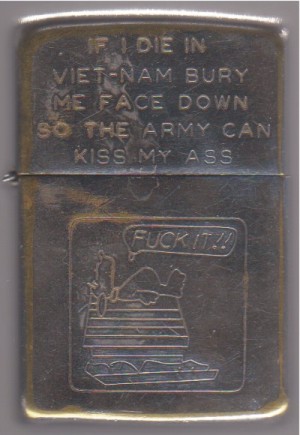 IF I DIE IN
VIET-NAM BURY
ME FACE DOWN
SO THE ARMY CAN
KISS MY ASS
FUCK IT!!